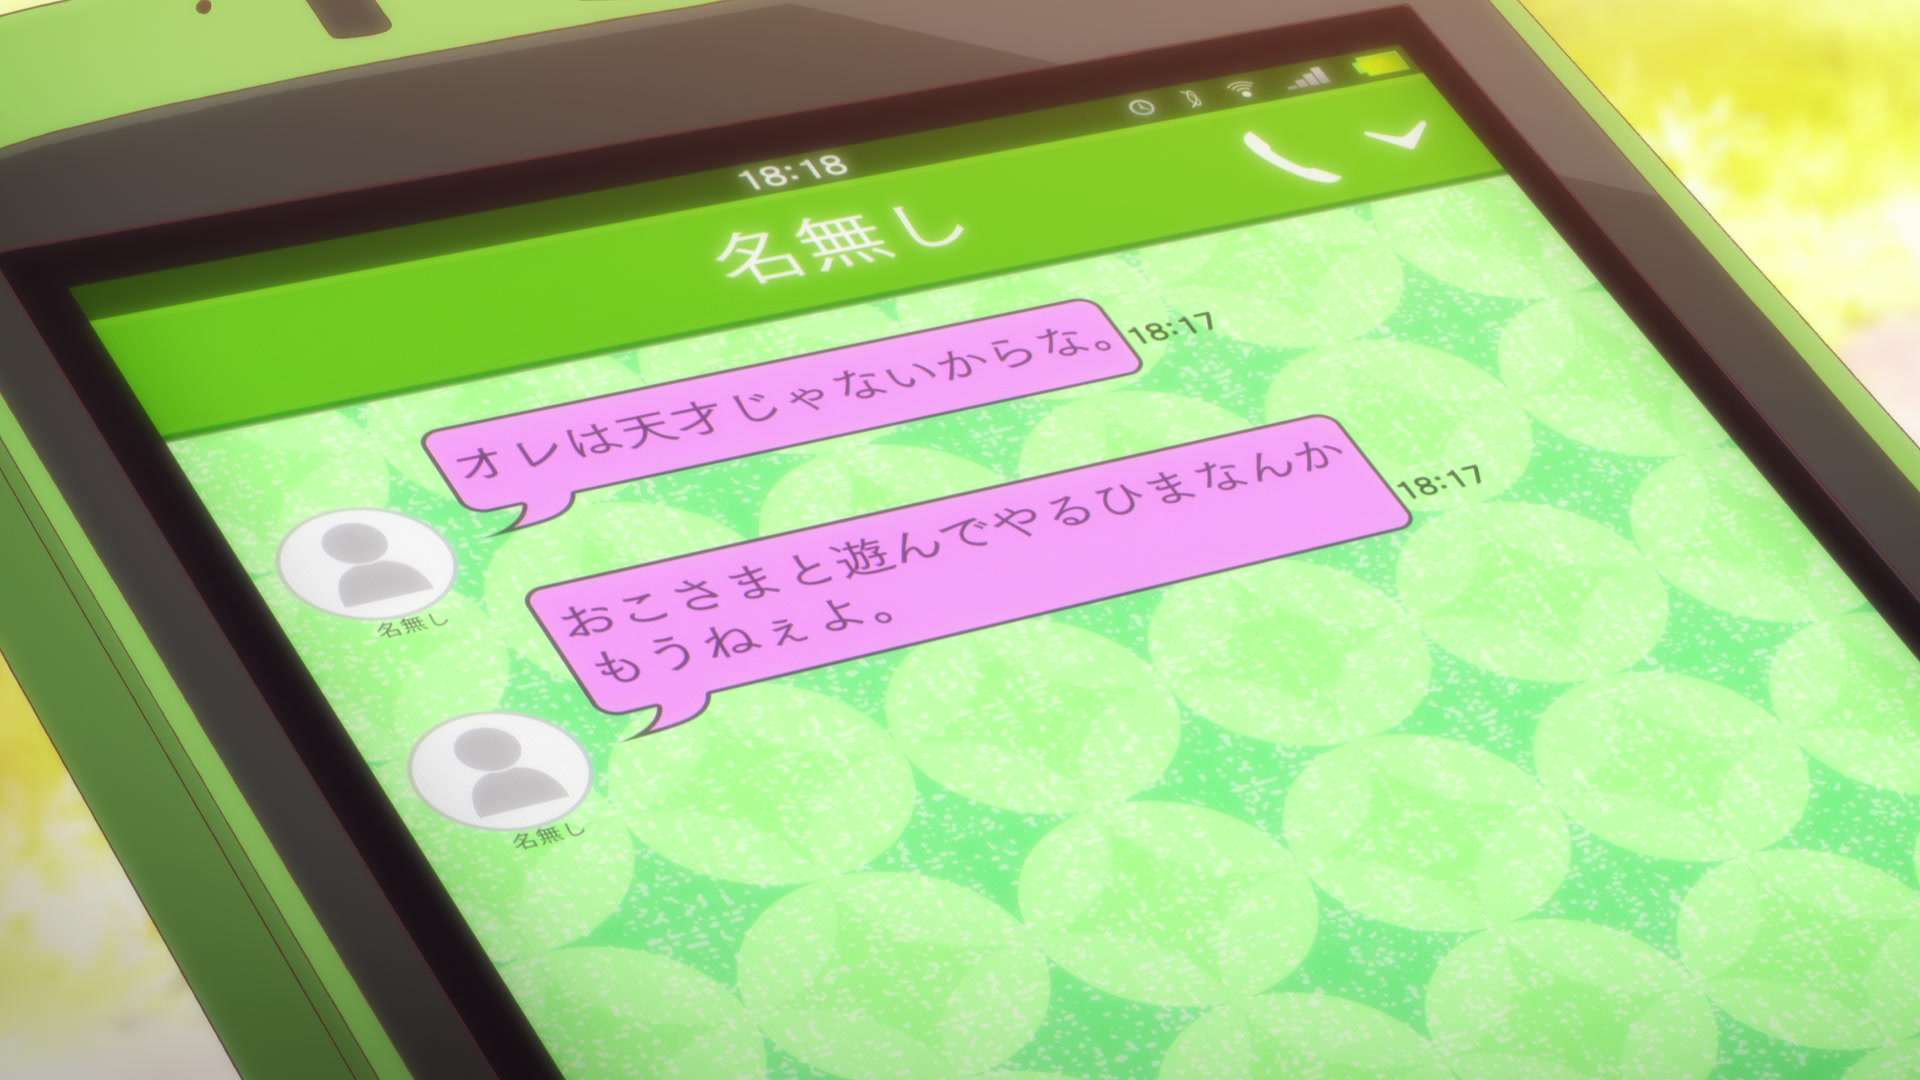 18:18
名無し
オレは天才じゃないからな。
18:17
名無し
おこさまと遊んでやるひまなんか
もうねぇよ。
18:17
名無し